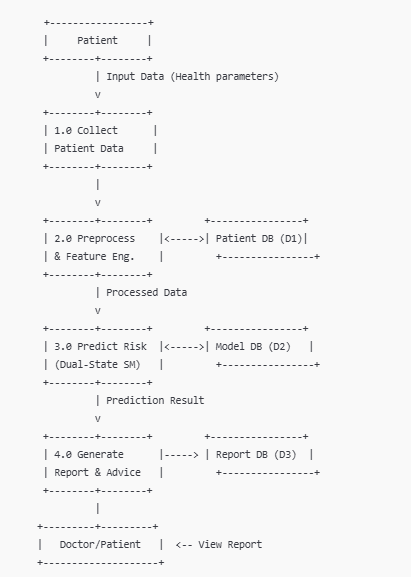 +-----------------+
|     Patient     |
+--------+--------+
| Input Data (Health parameters)
v
+--------+--------+
| 1.0 Collect      |
| Patient Data     |
+--------+--------+
|
v
+--------+--------+         +----------------+
| 2.0 Preprocess    |<----->| Patient DB (D1)|
| & Feature Eng.    |         +----------------+
+--------+--------+
| Processed Data
v
+--------+--------+         +----------------+
| 3.0 Predict Risk  |<----->| Model DB (D2)   |
| (Dual-State SM)   |         +----------------+
+--------+--------+
| Prediction Result
v
+--------+--------+         +----------------+
| 4.0 Generate      |-----> | Report DB (D3)  |
| Report & Advice   |         +----------------+
+--------+--------+
|
+---------+---------+
|   Doctor/Patient   |  <-- View Report
+--------------------+